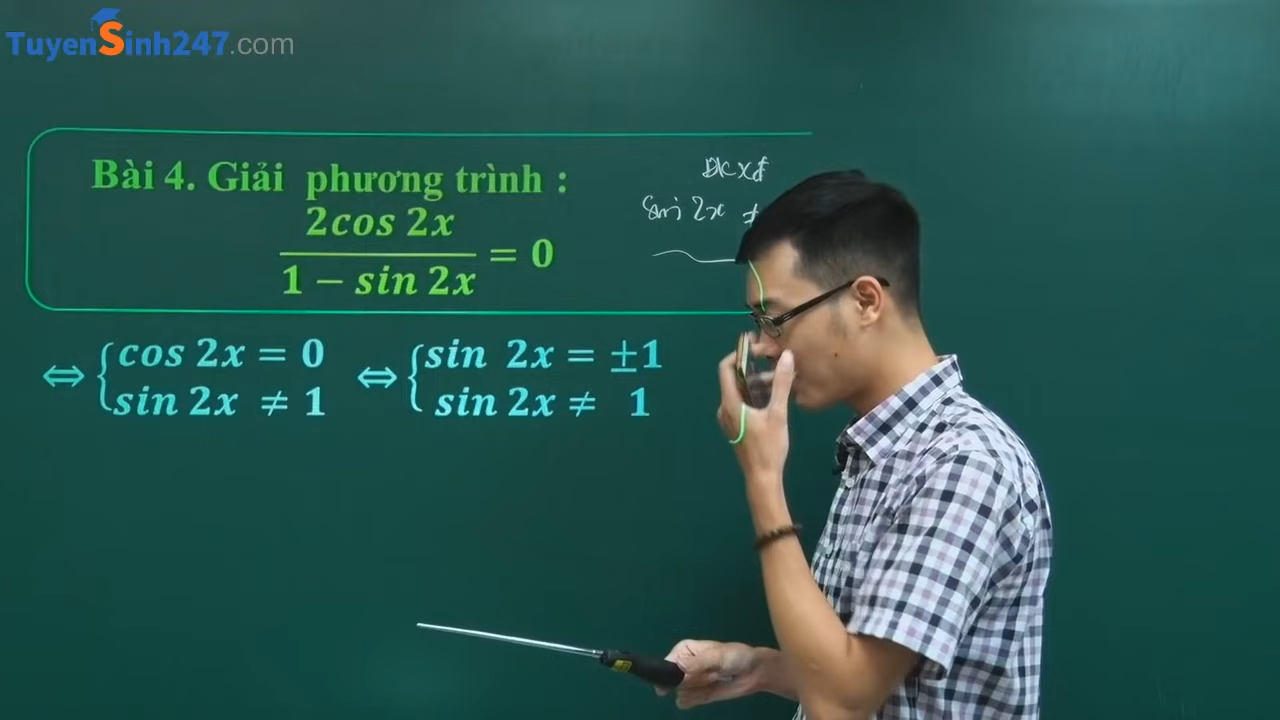 TuyenSinh247.com
Bài 4. Giải phương trình :
2cos 2x
1 − sin 2x
= 0
ĐKXĐ
sin 2x ≠
⇔ { cos 2x = 0 ⇔ { sin 2x = ±1
sin 2x ≠ 1 sin 2x ≠ 1